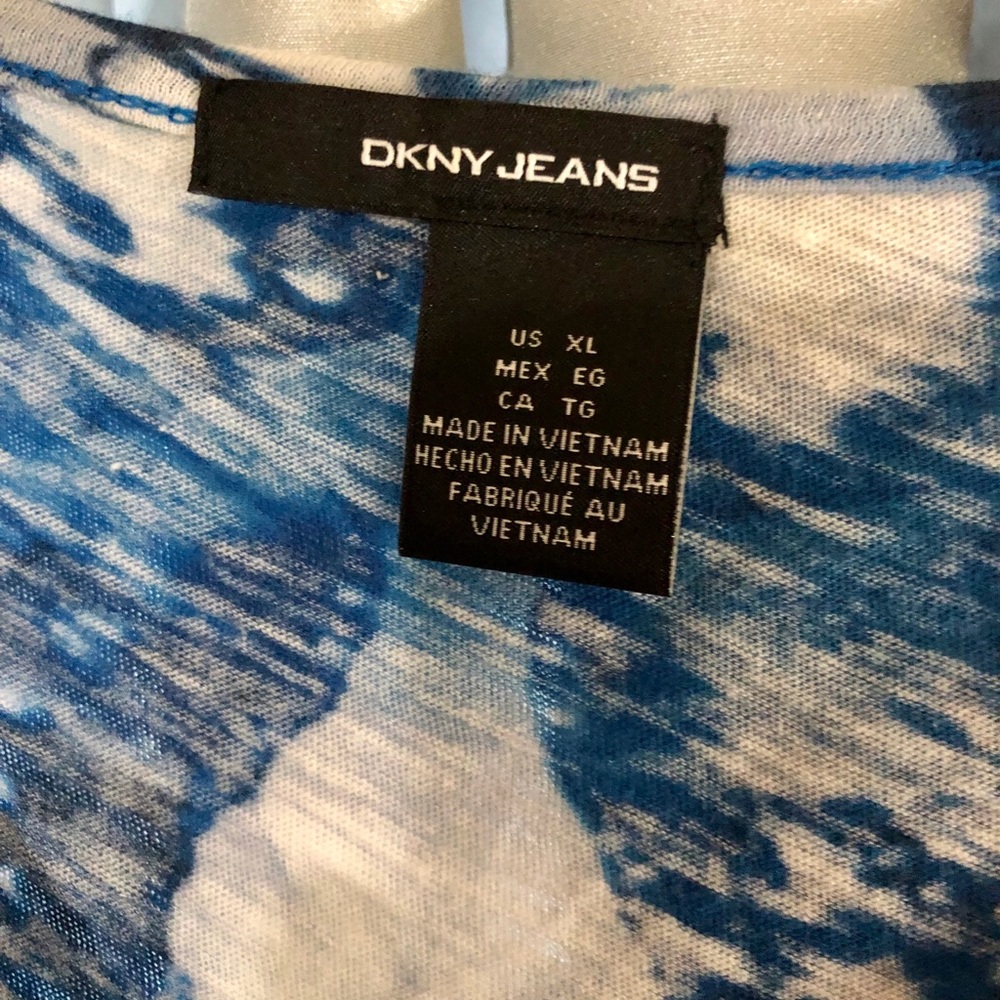 DKNY JEANS
US XL
MEX EG
CA TG
MADE IN VIETNAM
HECHO EN VIETNAM
FABRIQUÉ AU
VIETNAM